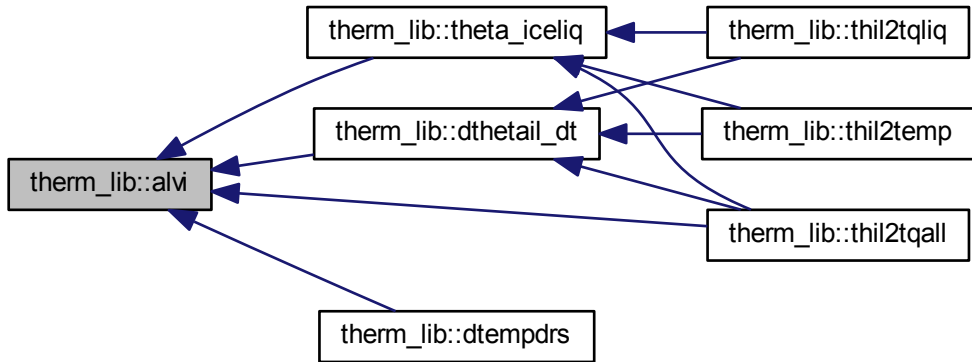 therm_lib::theta_iceliq
therm_lib::thil2tqliq
therm_lib::dthetail_dt
therm_lib::thil2temp
therm_lib::alvi
therm_lib::thil2tqall
therm_lib::dtempdrs